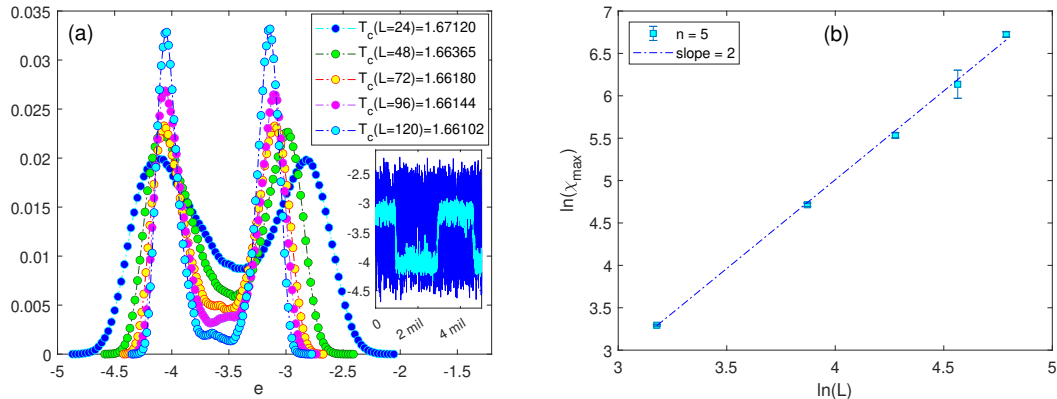 (a)
T_c(L=24)=1.67120
T_c(L=48)=1.66365
T_c(L=72)=1.66180
T_c(L=96)=1.66144
T_c(L=120)=1.66102
0.035
0.03
0.025
0.02
0.015
0.01
0.005
0
-5
-4.5
-4
-3.5
-3
-2.5
-2
-1.5
e
-2.5
-3
-3.5
-4
-4.5
0
2 mil
4 mil
(b)
n = 5
slope = 2
7
6.5
6
5.5
5
4.5
4
3.5
3
ln(χ_max)
3
3.5
4
4.5
5
ln(L)